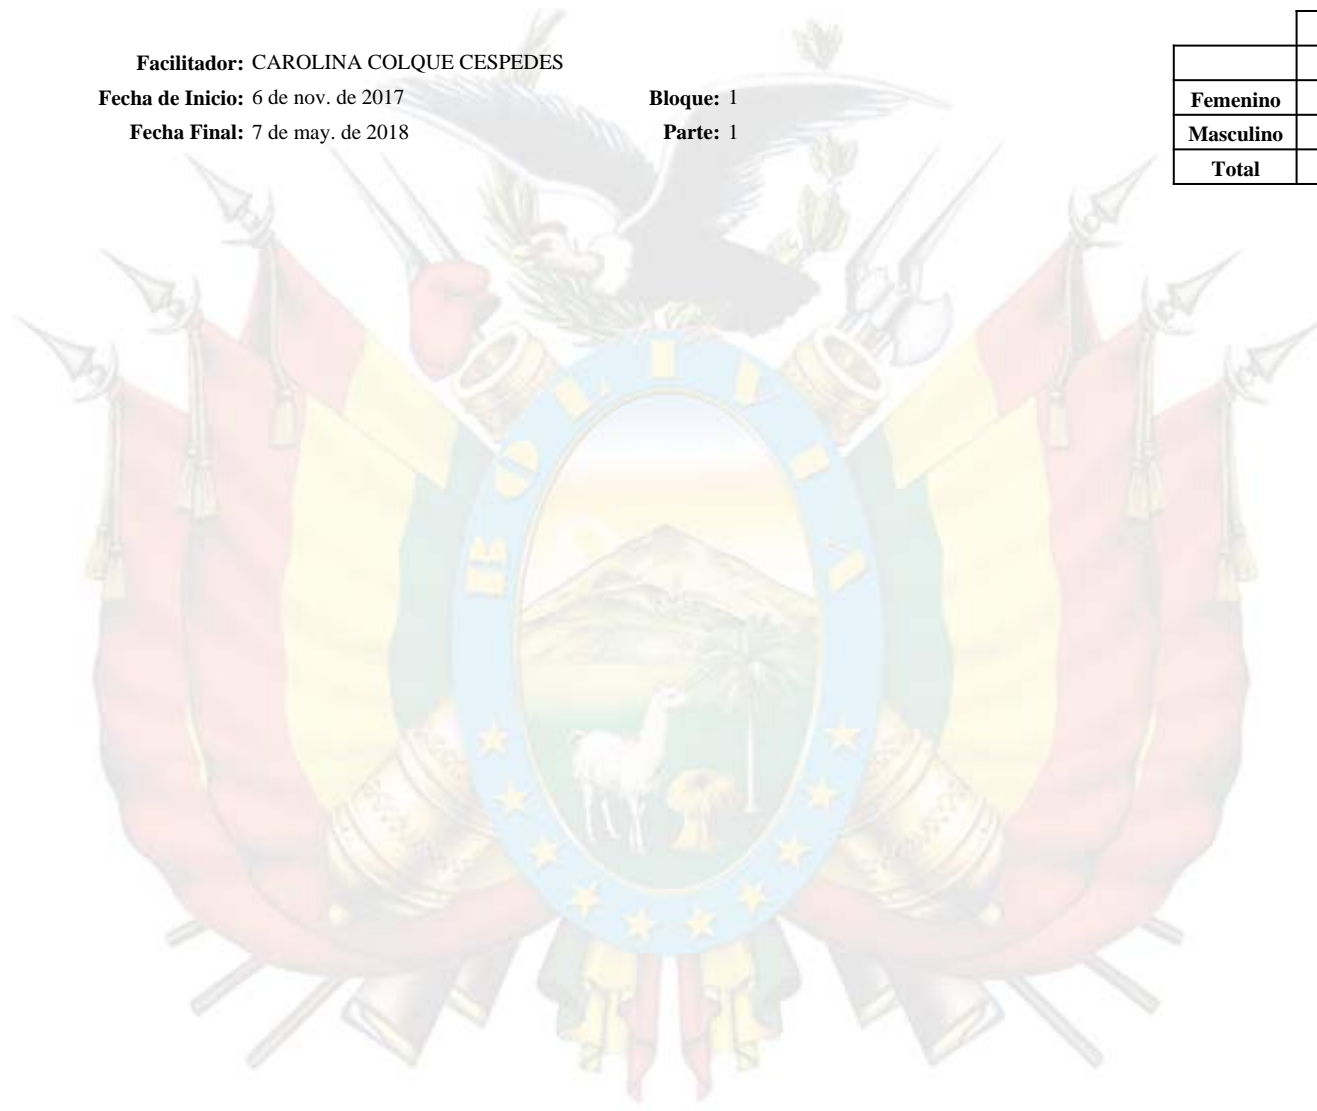 Facilitador: CAROLINA COLQUE CESPEDES
Fecha de Inicio: 6 de nov. de 2017 Bloque: 1
Fecha Final: 7 de may. de 2018 Parte: 1
Femenino
Masculino
Total
BOLIVIA